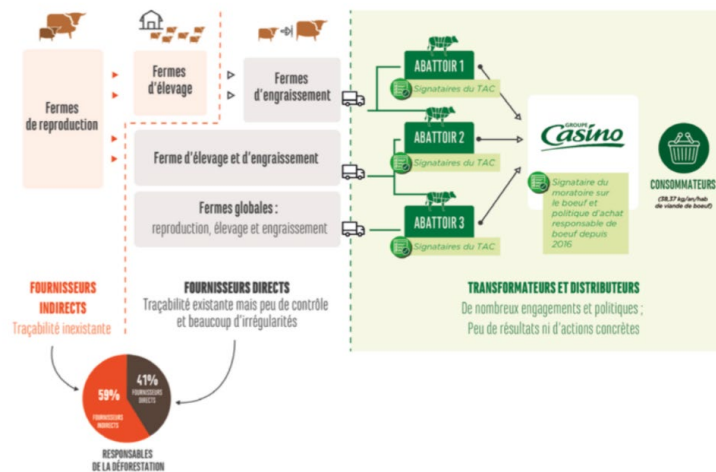 Fermes
de reproduction
Fermes
d'élevage
Fermes
d'engraissement
Ferme d'élevage et d'engraissement
Fermes globales :
reproduction, élevage et engraissement
ABATTOIR 1
Signataires du TAC
ABATTOIR 2
Signataires du TAC
ABATTOIR 3
Signataires du TAC
GROUPE
Casino
Signataire du
moratoire sur
le boeuf et
politique d'achat
responsable de
boeuf depuis
2016
CONSOMMATEURS
(38,37 kg/an/hab
de viande de boeuf)
FOURNISSEURS
INDIRECTS
Traçabilité inexistante
FOURNISSEURS DIRECTS
Traçabilité existante mais peu de contrôle
et beaucoup d'irrégularités
TRANSFORMATEURS ET DISTRIBUTEURS
De nombreux engagements et politiques ;
Peu de résultats ni d'actions concrètes
59%
FOURNISSEURS
INDIRECTS
41%
FOURNISSEURS
DIRECTS
RESPONSABLES
DE LA DÉFORESTATION